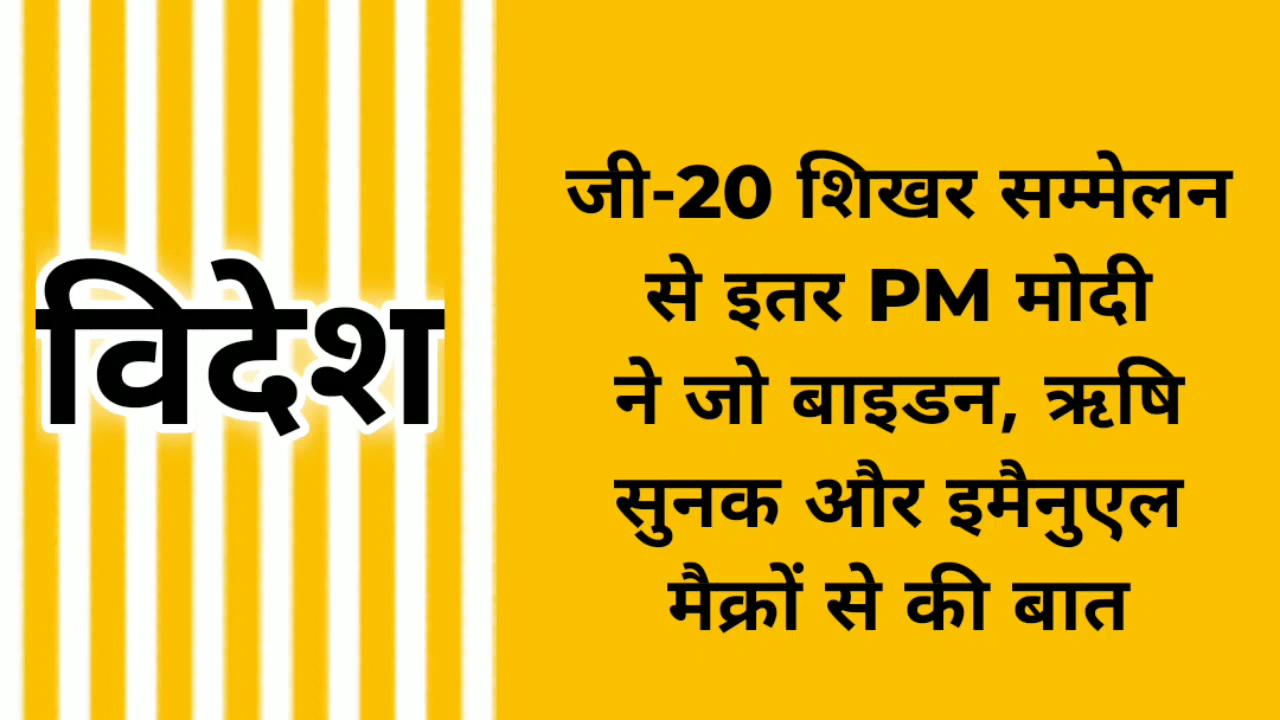 विदेश
जी-20 शिखर सम्मेलन
से इतर PM मोदी
ने जो बाइडन, ऋषि
सुनक और इमैनुएल
मैक्रों से की बात